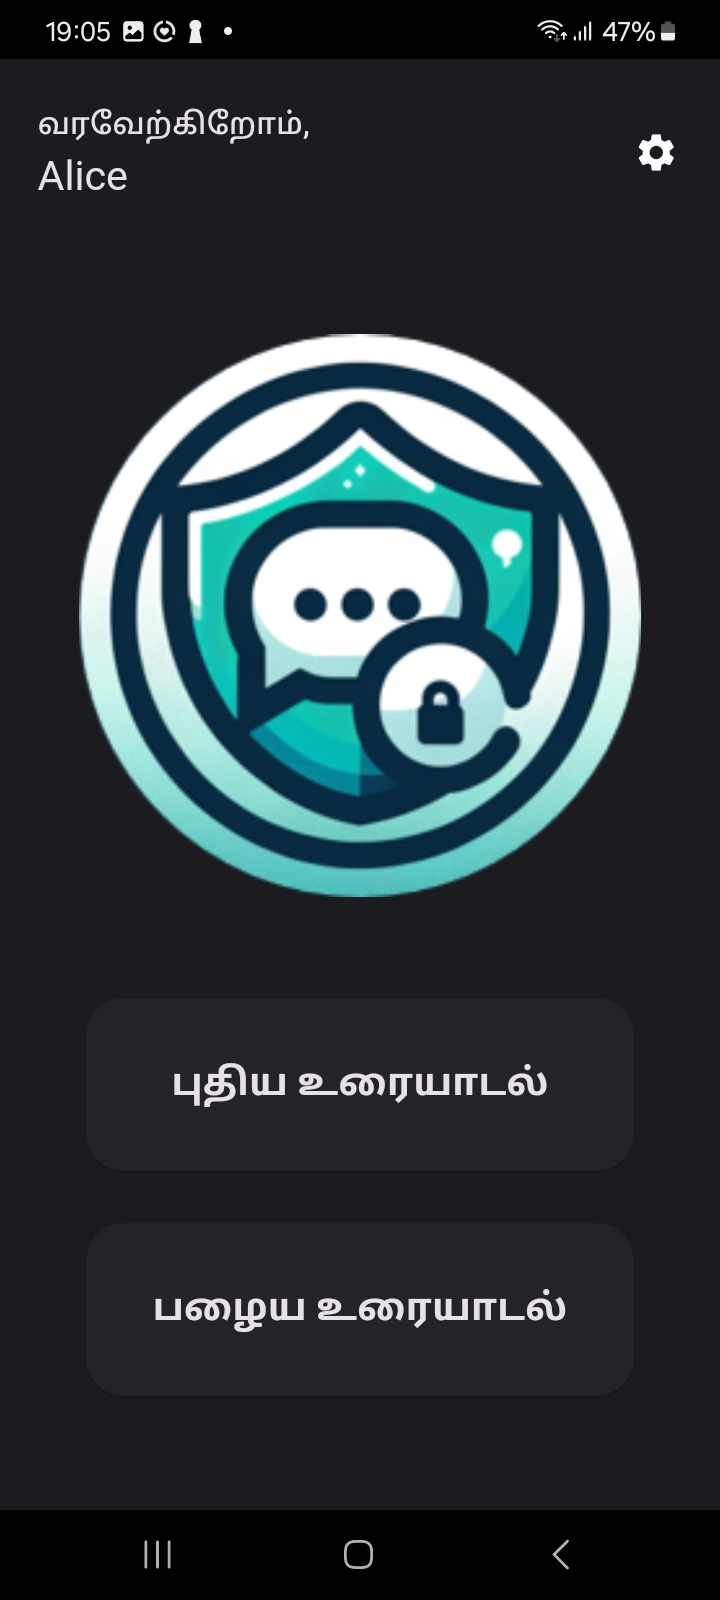 19:05 47%
வரவேற்கிறோம்,
Alice
புதிய உரையாடல்
பழைய உரையாடல்